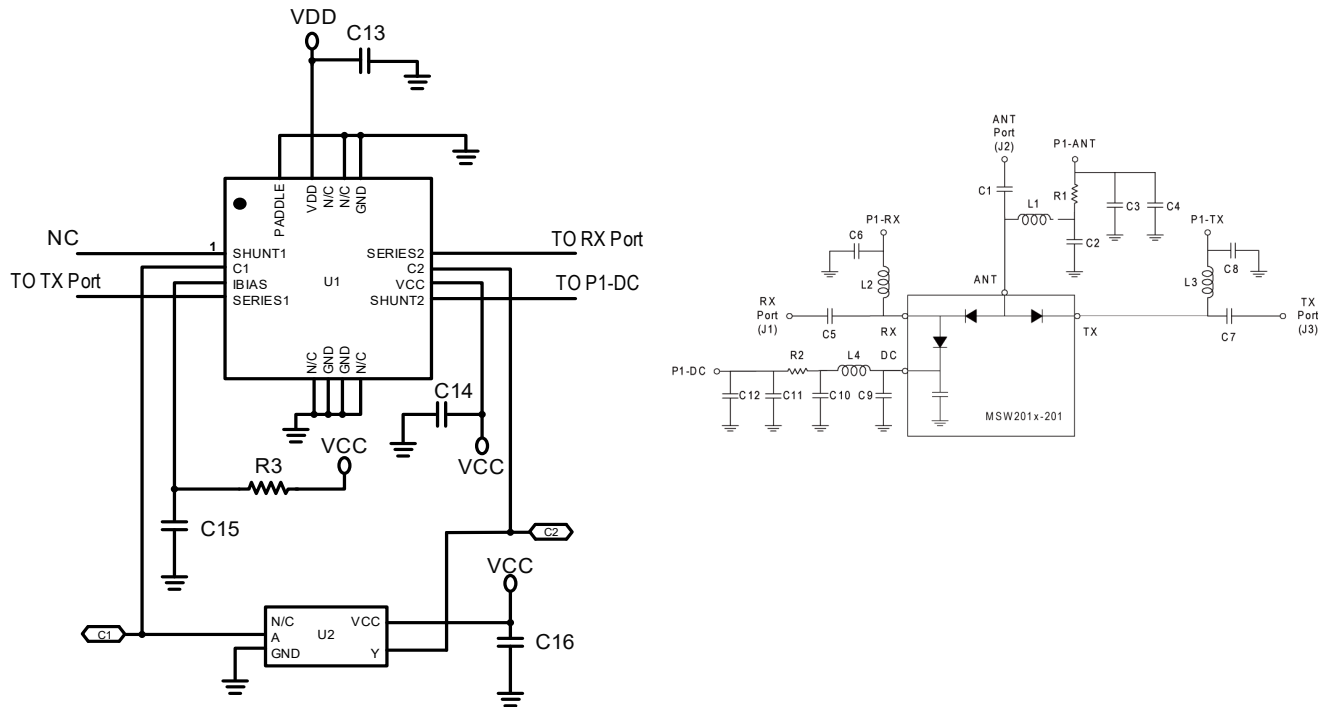 VDD
C13
PADDLE
VDD
N/C
N/C
GND
NC
1
SHUNT1
C1
IBIAS
SERIES1
TO TX Port
U1
SERIES2
C2
VCC
SHUNT2
TO RX Port
TO P1-DC
N/C
GND
GND
N/C
C14
VCC
R3
VCC
C15
C2
VCC
C1
N/C
A
GND
U2
VCC
Y
C16
ANT
Port
(J2)
P1-ANT
C1
R1
L1
C3
C4
C2
P1-RX
C6
L2
P1-TX
C8
L3
ANT
RX
Port
(J1)
C5
RX
TX
C7
TX
Port
(J3)
P1-DC
R2
L4
DC
C12
C11
C10
C9
MSW201x-201